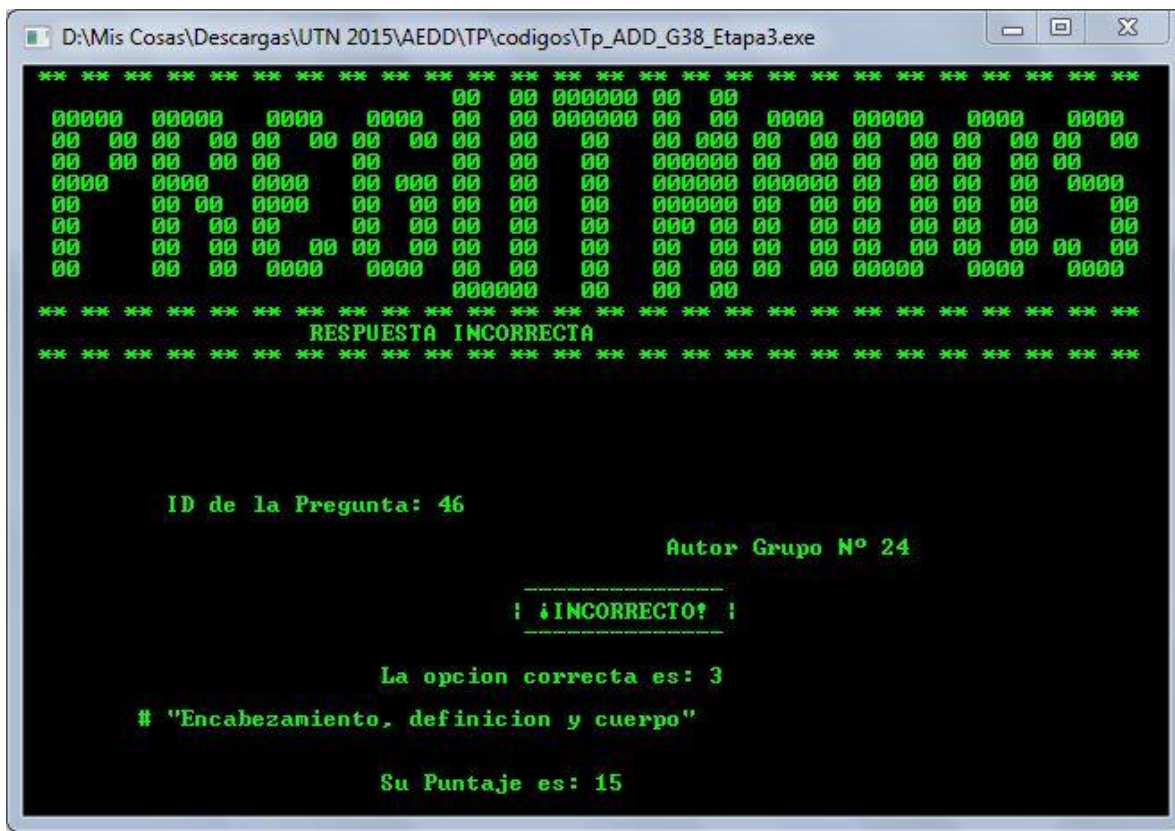 D:\Mis Cosas\Descargas\UTN 2015\AEDD\TP\codigos\Tp_ADD_G38_Etapa3.exe
PREGUTNADOS
RESPUESTA INCORRECTA
ID de la Pregunta: 46
Autor Grupo Nº 24
| ¡INCORRECTO! |
La opcion correcta es: 3
# "Encabezamiento, definicion y cuerpo"
Su Puntaje es: 15